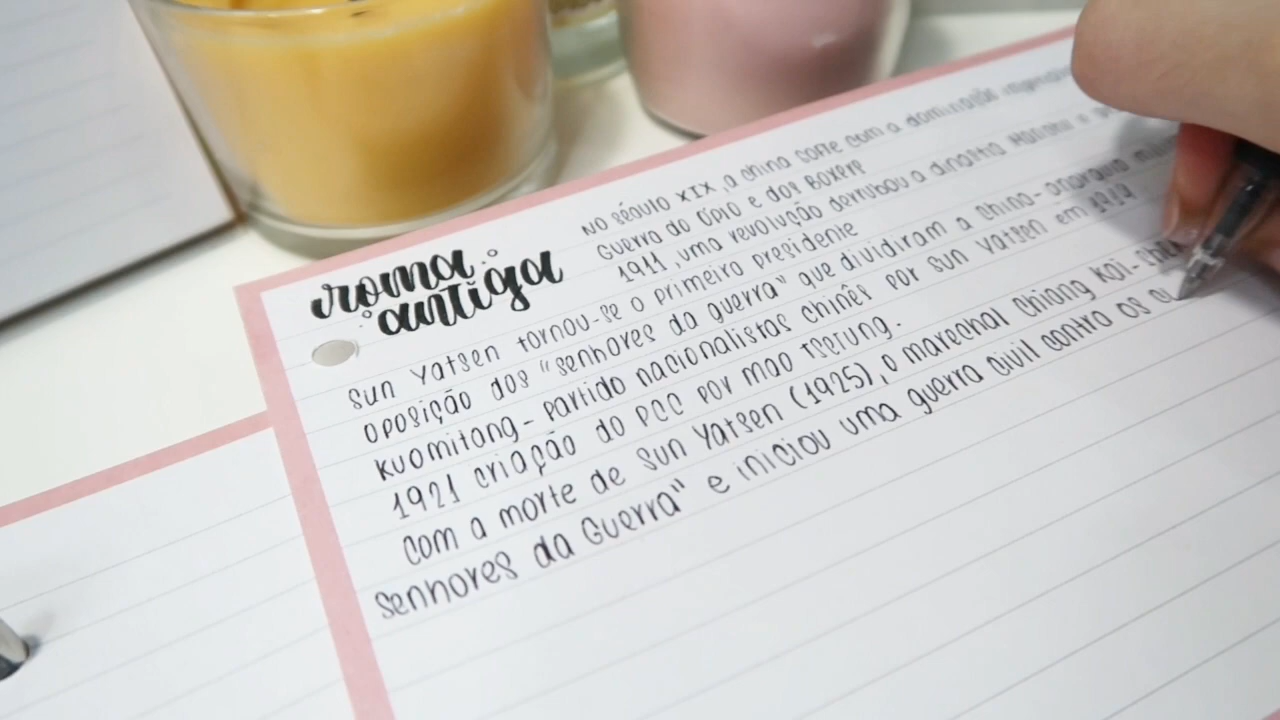 roma
antiga
No século XIX, a china sofre com a dominação
Guerra do Ópio e dos Boxers
1911, uma revolução derrubou a dinastia Manchu e
Sun Yatsen tornou-se o primeiro presidente
oposição dos "senhores da guerra" que dividiram a China-
Kuomitang- partido nacionalistas chinês por Sun Yatsen em
1921 criação do PCC por mao Tsetung.
com a morte de Sun Yatsen (1925), o marechal Chiang Kai-
senhores da Guerra" e iniciou uma guerra civil contra os